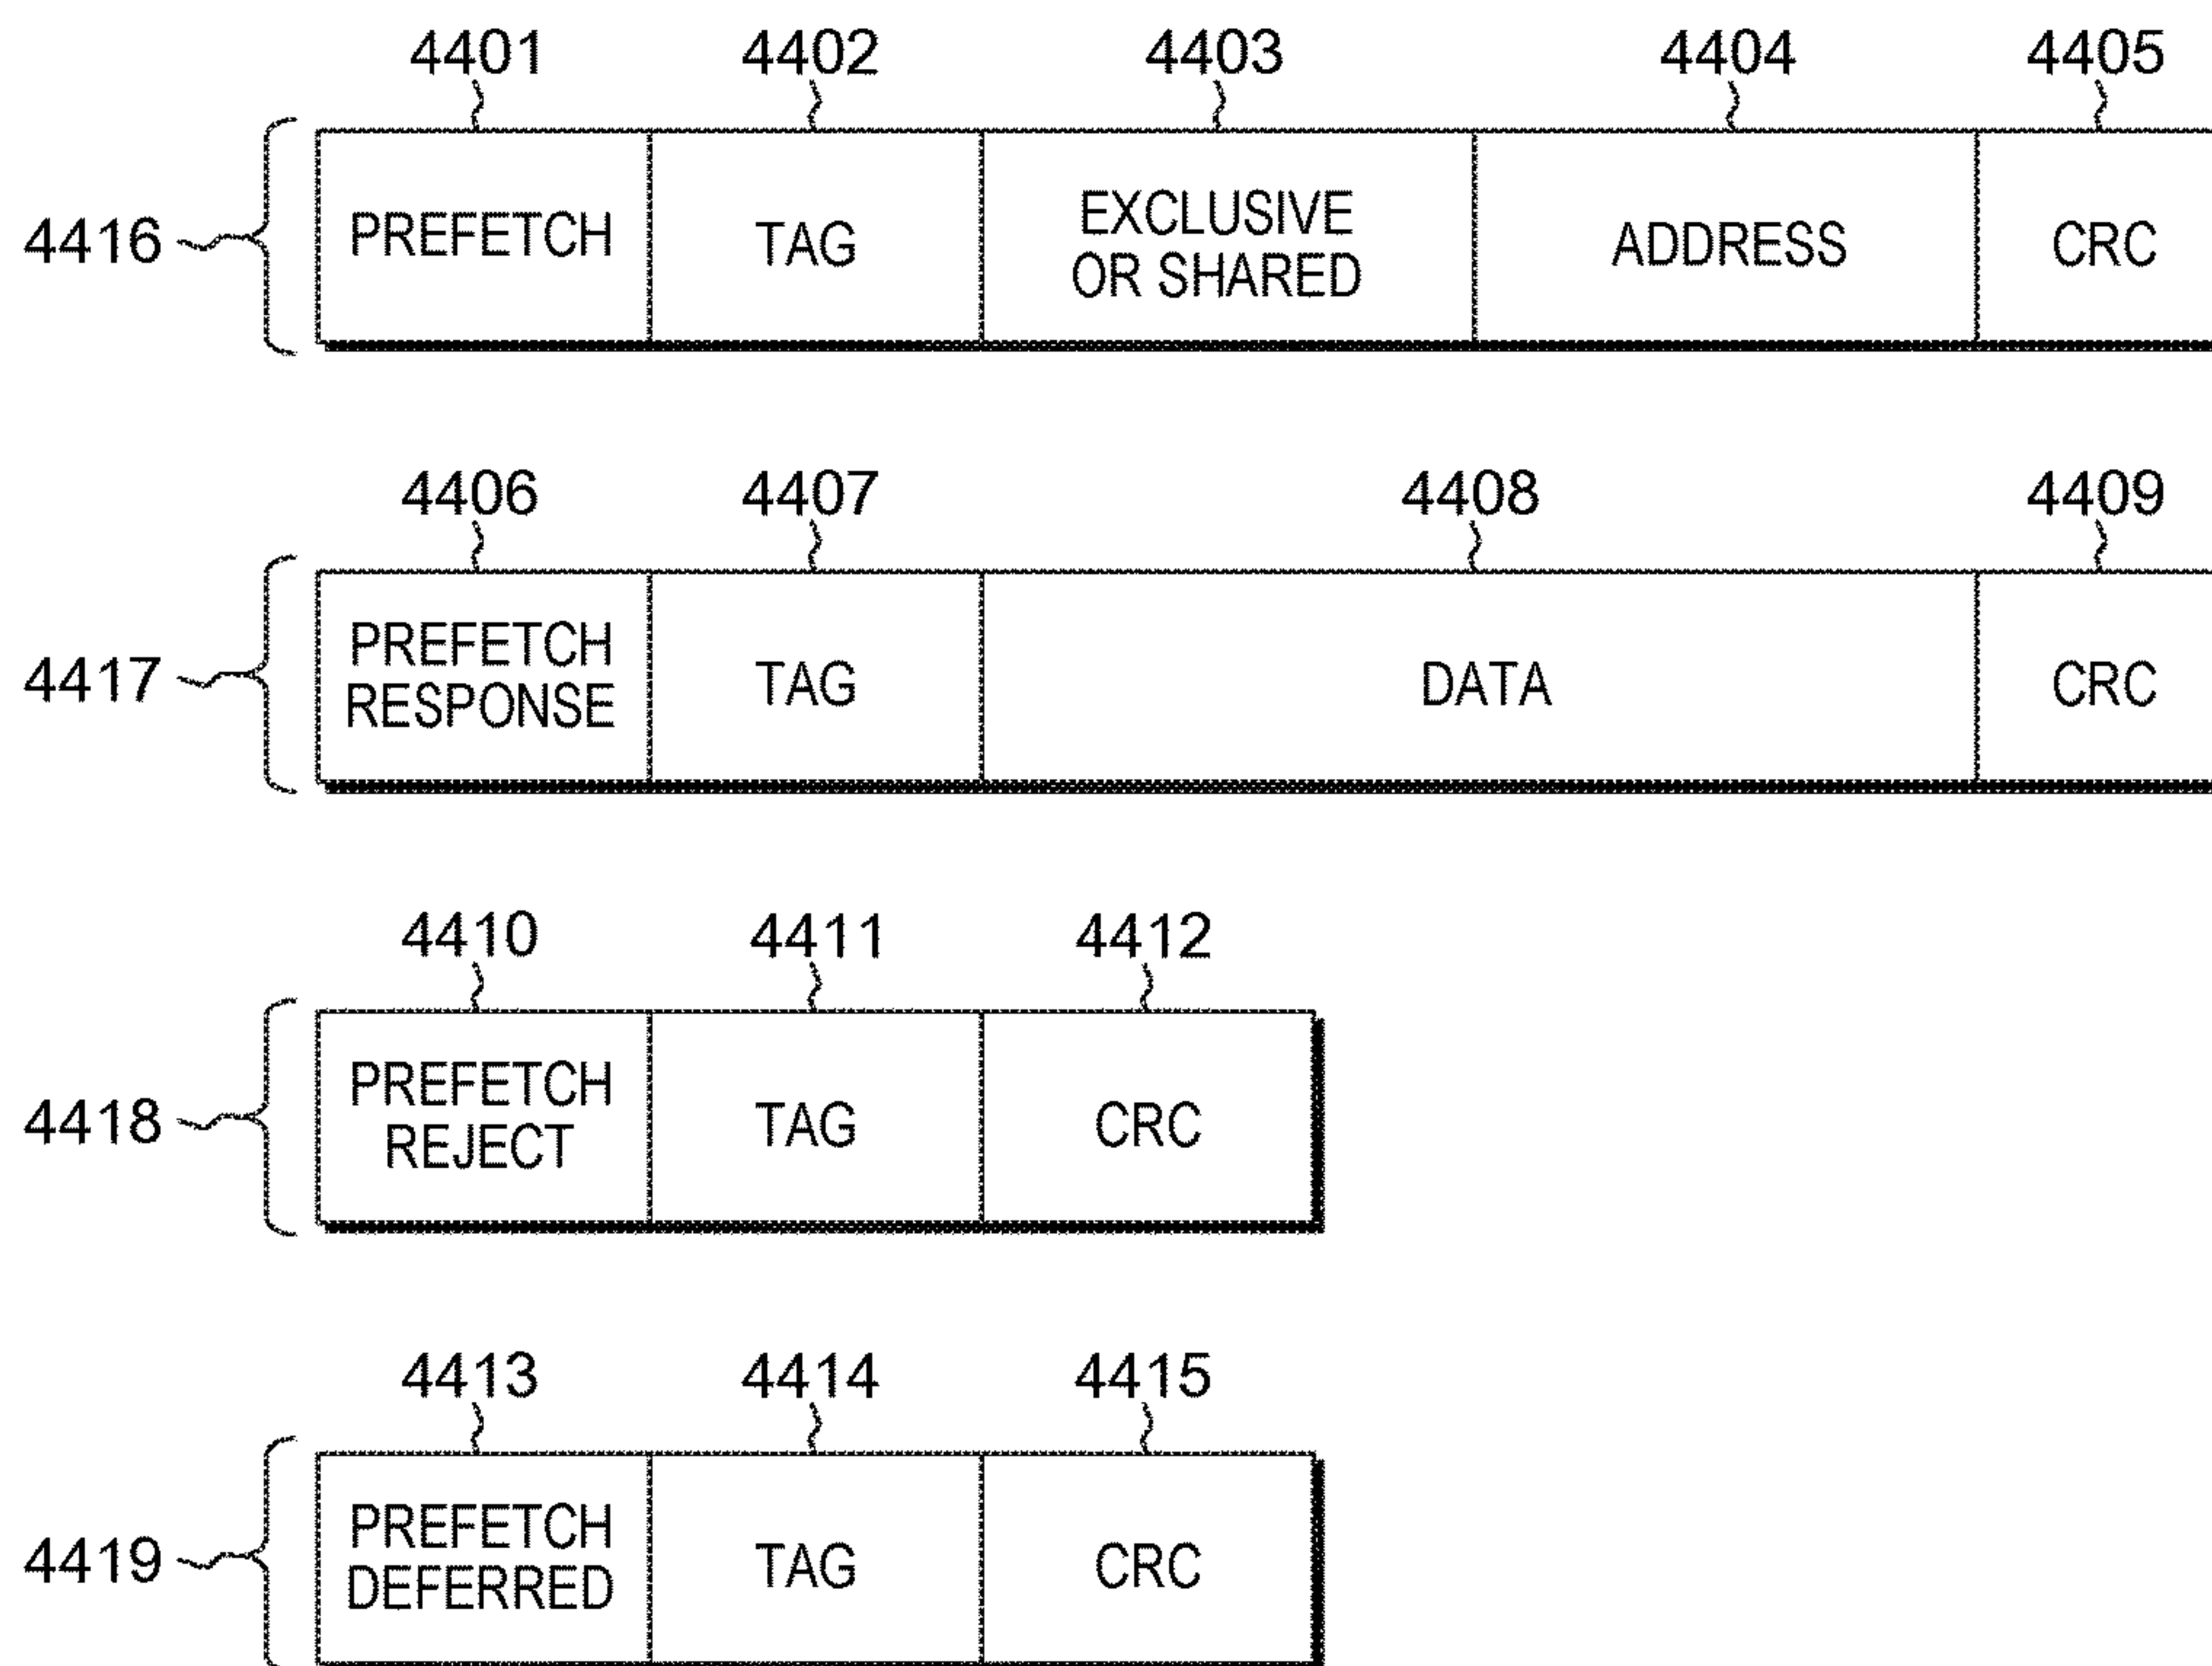 4401 4402 4403 4404 4405
4416 PREFETCH TAG EXCLUSIVE OR SHARED ADDRESS CRC
4406 4407 4408 4409
4417 PREFETCH RESPONSE TAG DATA CRC
4410 4411 4412
4418 PREFETCH REJECT TAG CRC
4413 4414 4415
4419 PREFETCH DEFERRED TAG CRC